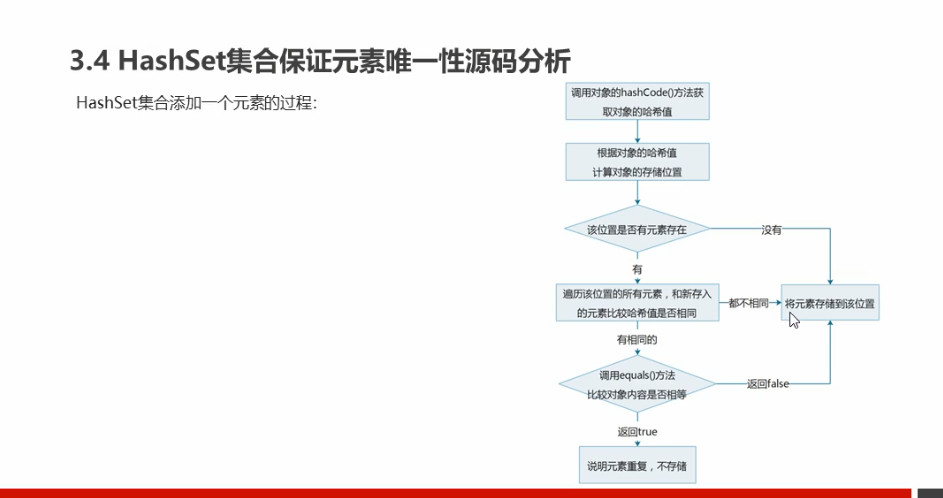 3.4 HashSet集合保证元素唯一性源码分析
HashSet集合添加一个元素的过程：
调用对象的hashCode()方法获
取对象的哈希值
根据对象的哈希值
计算对象的存储位置
该位置是否有元素存在
没有
有
遍历该位置的所有元素，和新存入
的元素比较哈希值是否相同
都不相同
将元素存储到该位置
有相同的
调用equals()方法
比较对象内容是否相等
返回false
返回true
说明元素重复，不存储